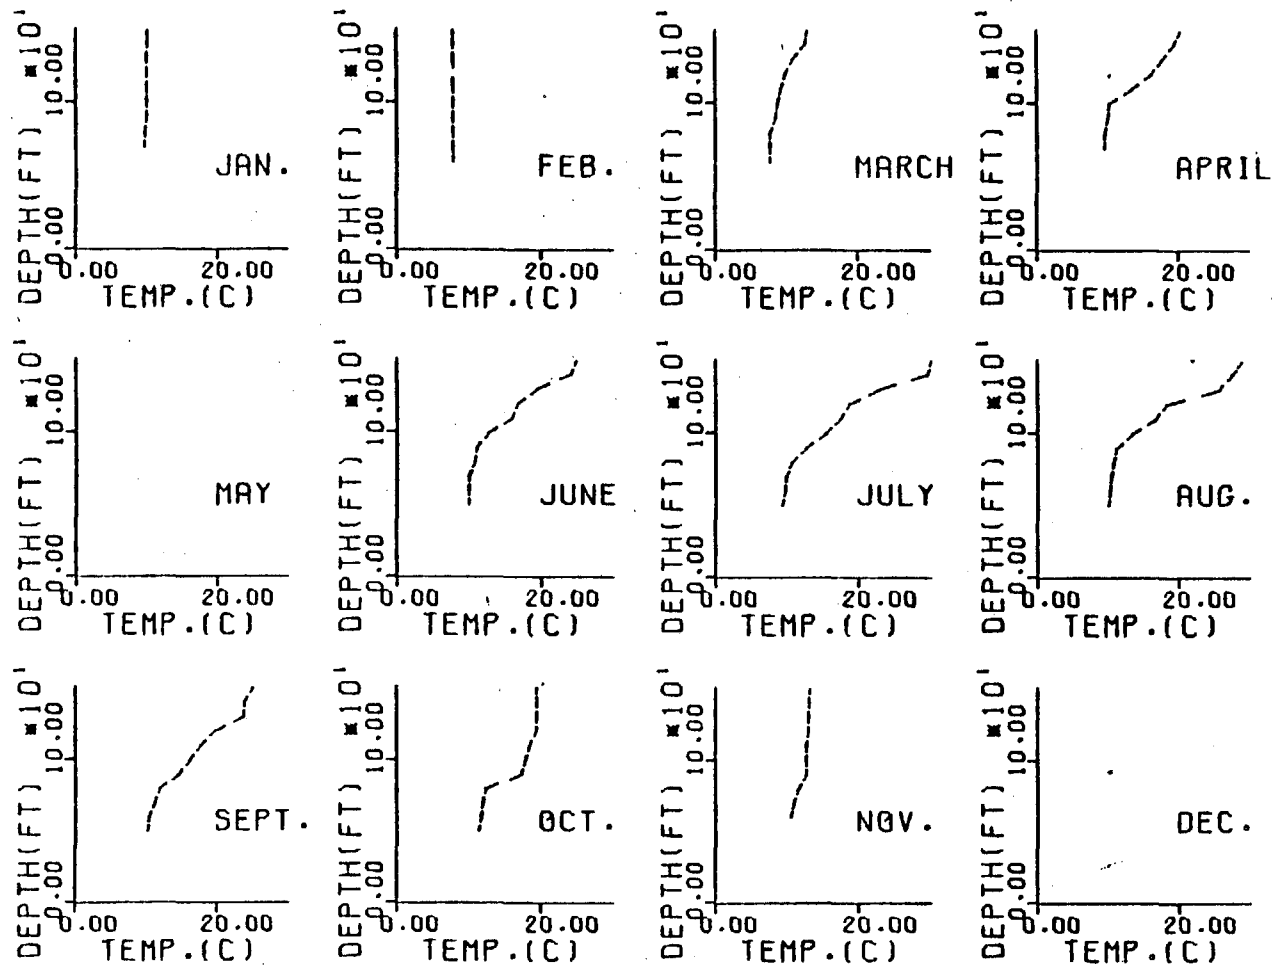 DEPTH(FT) *10¹
10.00
0.00
0.00 20.00
TEMP.(C)
JAN.
DEPTH(FT) *10¹
10.00
0.00
0.00 20.00
TEMP.(C)
FEB.
DEPTH(FT) *10¹
10.00
0.00
0.00 20.00
TEMP.(C)
MARCH
DEPTH(FT) *10¹
10.00
0.00
0.00 20.00
TEMP.(C)
APRIL
DEPTH(FT) *10¹
10.00
0.00
0.00 20.00
TEMP.(C)
MAY
DEPTH(FT) *10¹
10.00
0.00
0.00 20.00
TEMP.(C)
JUNE
DEPTH(FT) *10¹
10.00
0.00
0.00 20.00
TEMP.(C)
JULY
DEPTH(FT) *10¹
10.00
0.00
0.00 20.00
TEMP.(C)
AUG.
DEPTH(FT) *10¹
10.00
0.00
0.00 20.00
TEMP.(C)
SEPT.
DEPTH(FT) *10¹
10.00
0.00
0.00 20.00
TEMP.(C)
OCT.
DEPTH(FT) *10¹
10.00
0.00
0.00 20.00
TEMP.(C)
NOV.
DEPTH(FT) *10¹
10.00
0.00
0.00 20.00
TEMP.(C)
DEC.